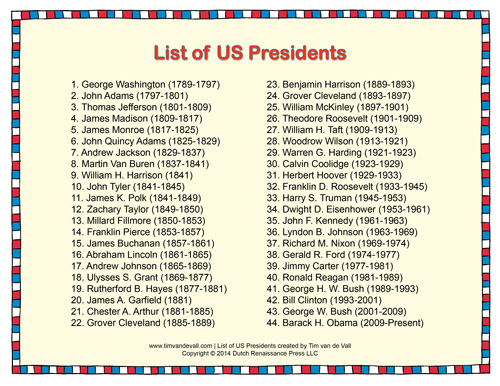 List of US Presidents
1. George Washington (1789-1797)
2. John Adams (1797-1801)
3. Thomas Jefferson (1801-1809)
4. James Madison (1809-1817)
5. James Monroe (1817-1825)
6. John Quincy Adams (1825-1829)
7. Andrew Jackson (1829-1837)
8. Martin Van Buren (1837-1841)
9. William H. Harrison (1841)
10. John Tyler (1841-1845)
11. James K. Polk (1841-1849)
12. Zachary Taylor (1849-1850)
13. Millard Fillmore (1850-1853)
14. Franklin Pierce (1853-1857)
15. James Buchanan (1857-1861)
16. Abraham Lincoln (1861-1865)
17. Andrew Johnson (1865-1869)
18. Ulysses S. Grant (1869-1877)
19. Rutherford B. Hayes (1877-1881)
20. James A. Garfield (1881)
21. Chester A. Arthur (1881-1885)
22. Grover Cleveland (1885-1889)
23. Benjamin Harrison (1889-1893)
24. Grover Cleveland (1893-1897)
25. William McKinley (1897-1901)
26. Theodore Roosevelt (1901-1909)
27. William H. Taft (1909-1913)
28. Woodrow Wilson (1913-1921)
29. Warren G. Harding (1921-1923)
30. Calvin Coolidge (1923-1929)
31. Herbert Hoover (1929-1933)
32. Franklin D. Roosevelt (1933-1945)
33. Harry S. Truman (1945-1953)
34. Dwight D. Eisenhower (1953-1961)
35. John F. Kennedy (1961-1963)
36. Lyndon B. Johnson (1963-1969)
37. Richard M. Nixon (1969-1974)
38. Gerald R. Ford (1974-1977)
39. Jimmy Carter (1977-1981)
40. Ronald Reagan (1981-1989)
41. George H. W. Bush (1989-1993)
42. Bill Clinton (1993-2001)
43. George W. Bush (2001-2009)
44. Barack H. Obama (2009-Present)
www.timvandevall.com | List of US Presidents created by Tim van de Vall
Copyright © 2014 Dutch Renaissance Press LLC